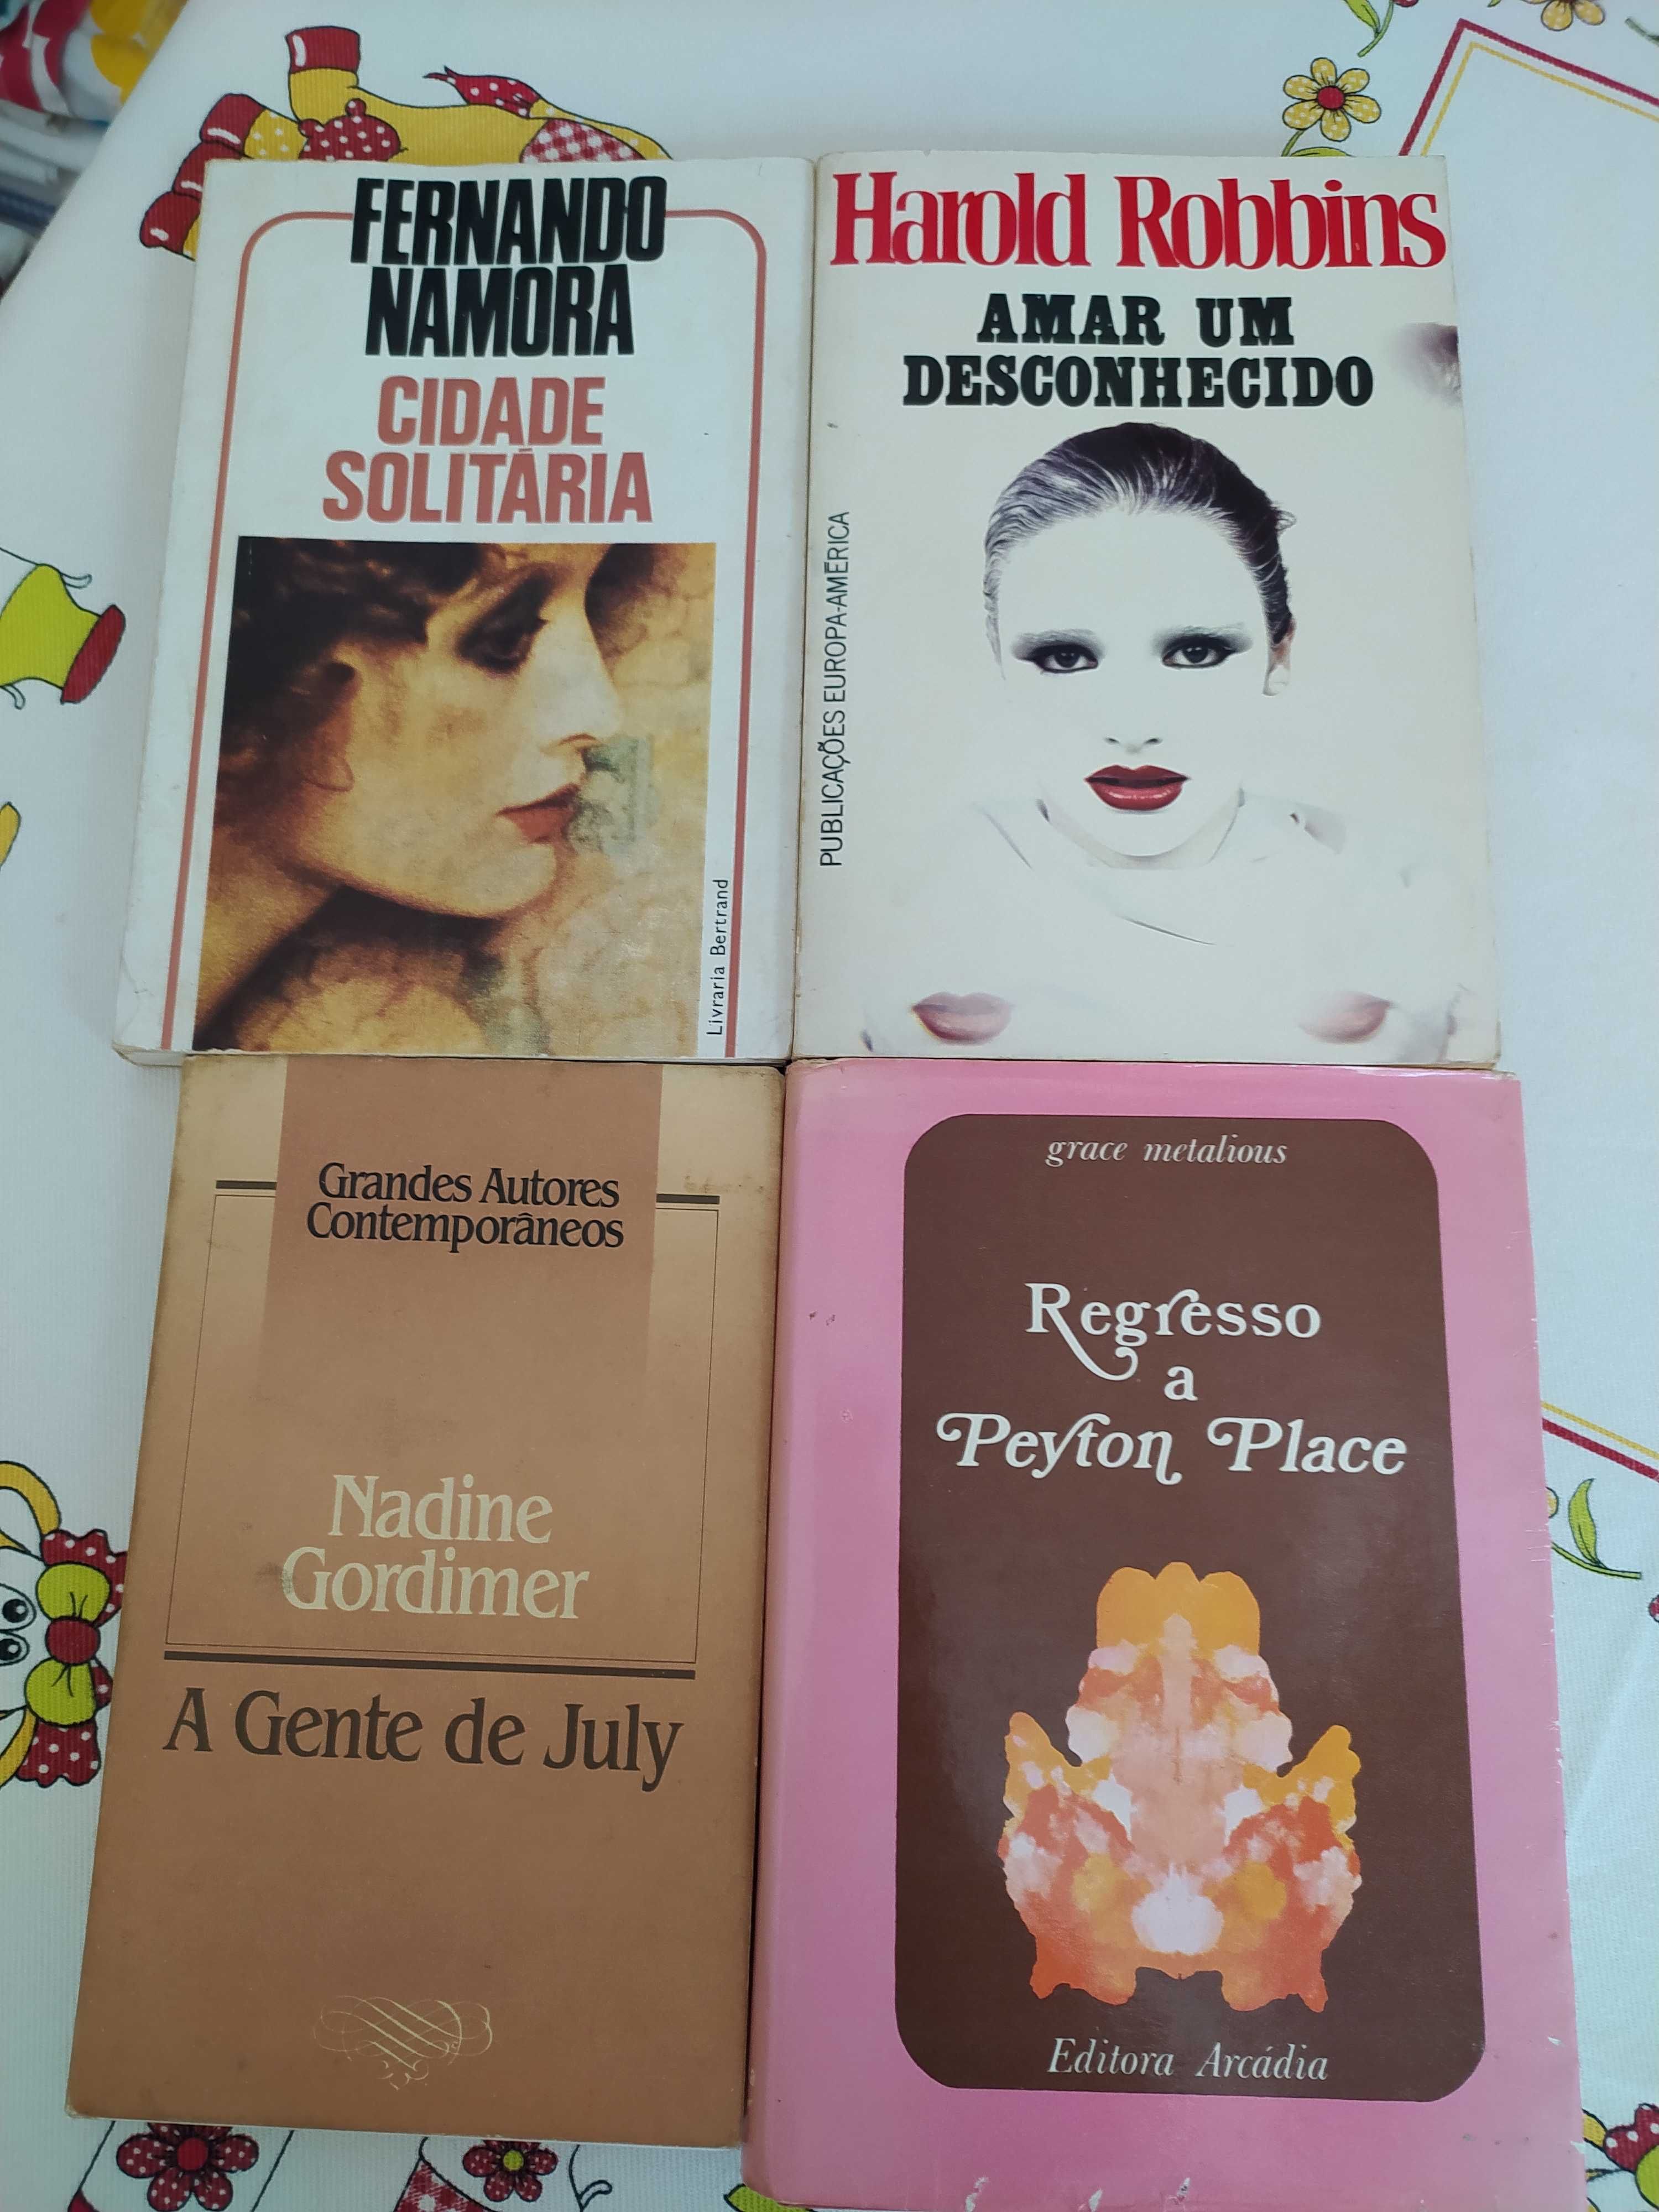 FERNANDO
NAMORA
CIDADE
SOLITÁRIA
Livraria Bertrand
Harold Robbins
AMAR UM
DESCONHECIDO
PUBLICAÇÕES EUROPA-AMÉRICA
Grandes Autores
Contemporâneos
Nadine
Gordimer
A Gente de July
grace metalious
Regresso
a
Peyton Place
Editora Arcádia